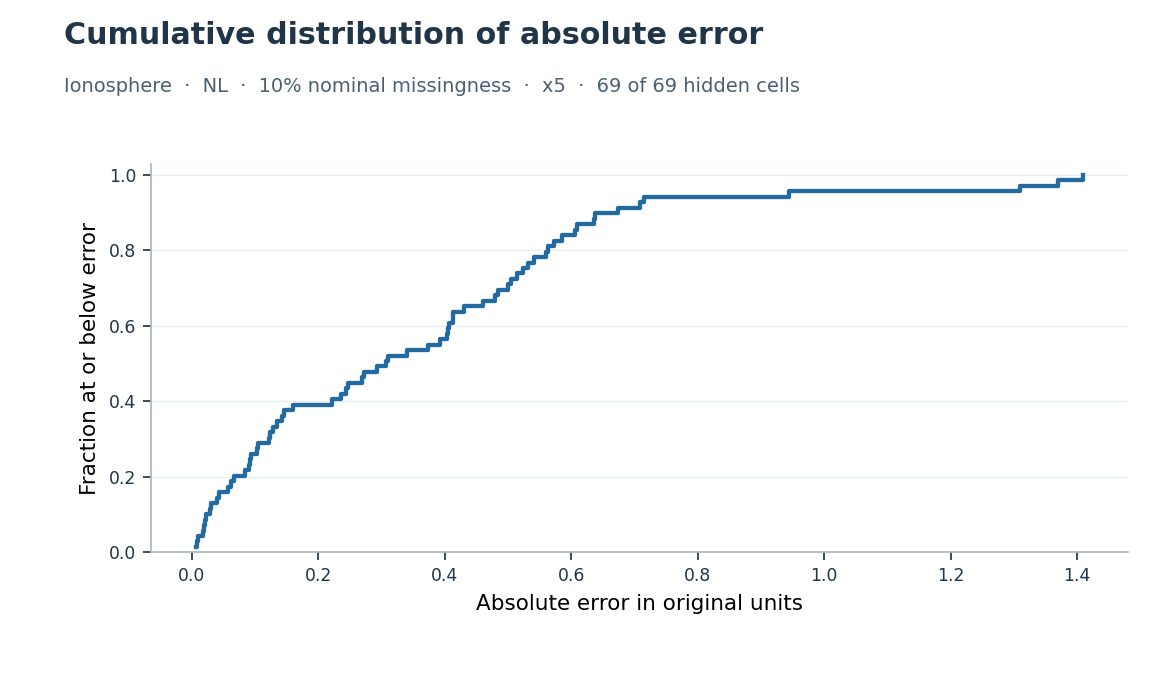 Cumulative distribution of absolute error
Ionosphere · NL · 10% nominal missingness · x5 · 69 of 69 hidden cells
1.0
0.8
0.6
0.4
0.2
0.0
Fraction at or below error
0.0 0.2 0.4 0.6 0.8 1.0 1.2 1.4
Absolute error in original units